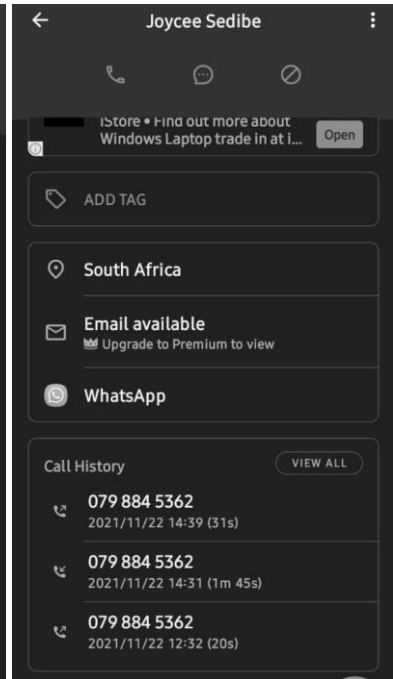 Joycee Sedibe
iStore • Find out more about
Windows Laptop trade in at i...
Open
ADD TAG
South Africa
Email available
Upgrade to Premium to view
WhatsApp
Call History
VIEW ALL
079 884 5362
2021/11/22 14:39 (31s)
079 884 5362
2021/11/22 14:31 (1m 45s)
079 884 5362
2021/11/22 12:32 (20s)